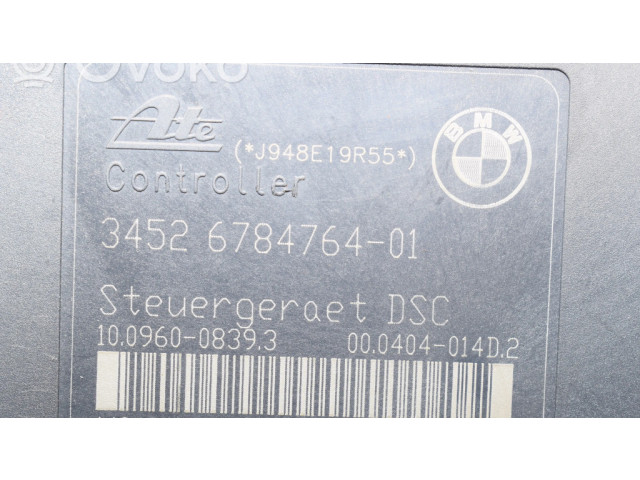 Ovoko
Ate
(*J948E19R55*)
BMW
Controller
3452 6784764-01
Steuergeraet DSC
10.0960-0839.3
00.0404-014D.2